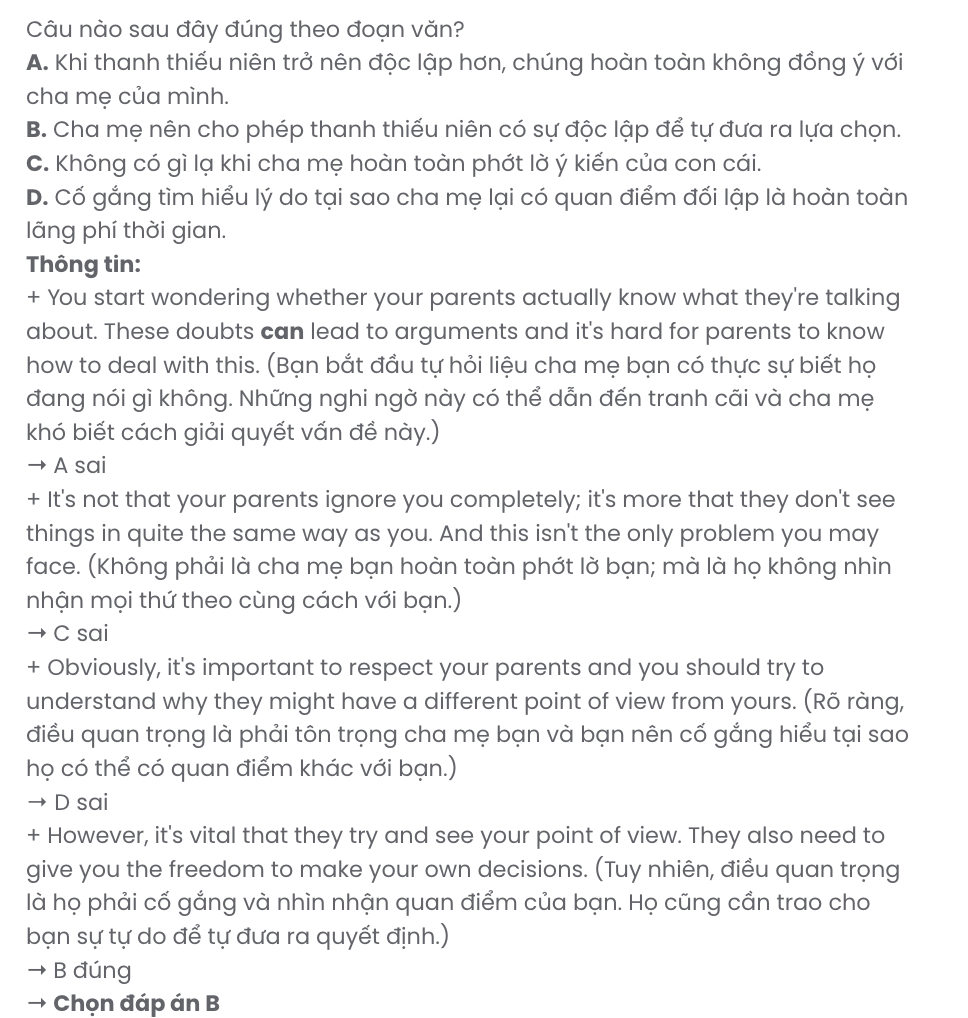 Câu nào sau đây đúng theo đoạn văn?
A. Khi thanh thiếu niên trở nên độc lập hơn, chúng hoàn toàn không đồng ý với
cha mẹ của mình.
B. Cha mẹ nên cho phép thanh thiếu niên có sự độc lập để tự đưa ra lựa chọn.
C. Không có gì lạ khi cha mẹ hoàn toàn phớt lờ ý kiến của con cái.
D. Cố gắng tìm hiểu lý do tại sao cha mẹ lại có quan điểm đối lập là hoàn toàn
lãng phí thời gian.
Thông tin:
+ You start wondering whether your parents actually know what they're talking
about. These doubts can lead to arguments and it's hard for parents to know
how to deal with this. (Bạn bắt đầu tự hỏi liệu cha mẹ bạn có thực sự biết họ
đang nói gì không. Những nghi ngờ này có thể dẫn đến tranh cãi và cha mẹ
khó biết cách giải quyết vấn đề này.)
→ A sai
+ It's not that your parents ignore you completely; it's more that they don't see
things in quite the same way as you. And this isn't the only problem you may
face. (Không phải là cha mẹ bạn hoàn toàn phớt lờ bạn; mà là họ không nhìn
nhận mọi thứ theo cùng cách với bạn.)
→ C sai
+ Obviously, it's important to respect your parents and you should try to
understand why they might have a different point of view from yours. (Rõ ràng,
điều quan trọng là phải tôn trọng cha mẹ bạn và bạn nên cố gắng hiểu tại sao
họ có thể có quan điểm khác với bạn.)
→ D sai
+ However, it's vital that they try and see your point of view. They also need to
give you the freedom to make your own decisions. (Tuy nhiên, điều quan trọng
là họ phải cố gắng và nhìn nhận quan điểm của bạn. Họ cũng cần trao cho
bạn sự tự do để tự đưa ra quyết định.)
→ B đúng
→ Chọn đáp án B